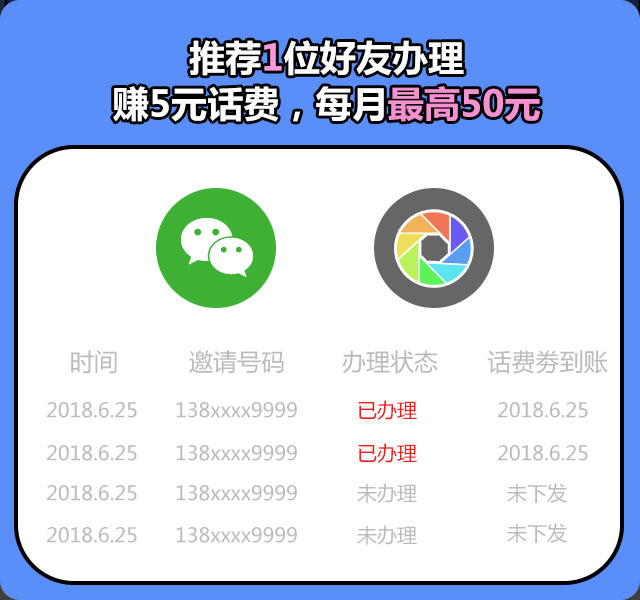 推荐1位好友办理
赚5元话费，每月最高50元
时间 邀请号码 办理状态 话费券到账
2018.6.25 138xxxx9999 已办理 2018.6.25
2018.6.25 138xxxx9999 已办理 2018.6.25
2018.6.25 138xxxx9999 未办理 未下发
2018.6.25 138xxxx9999 未办理 未下发